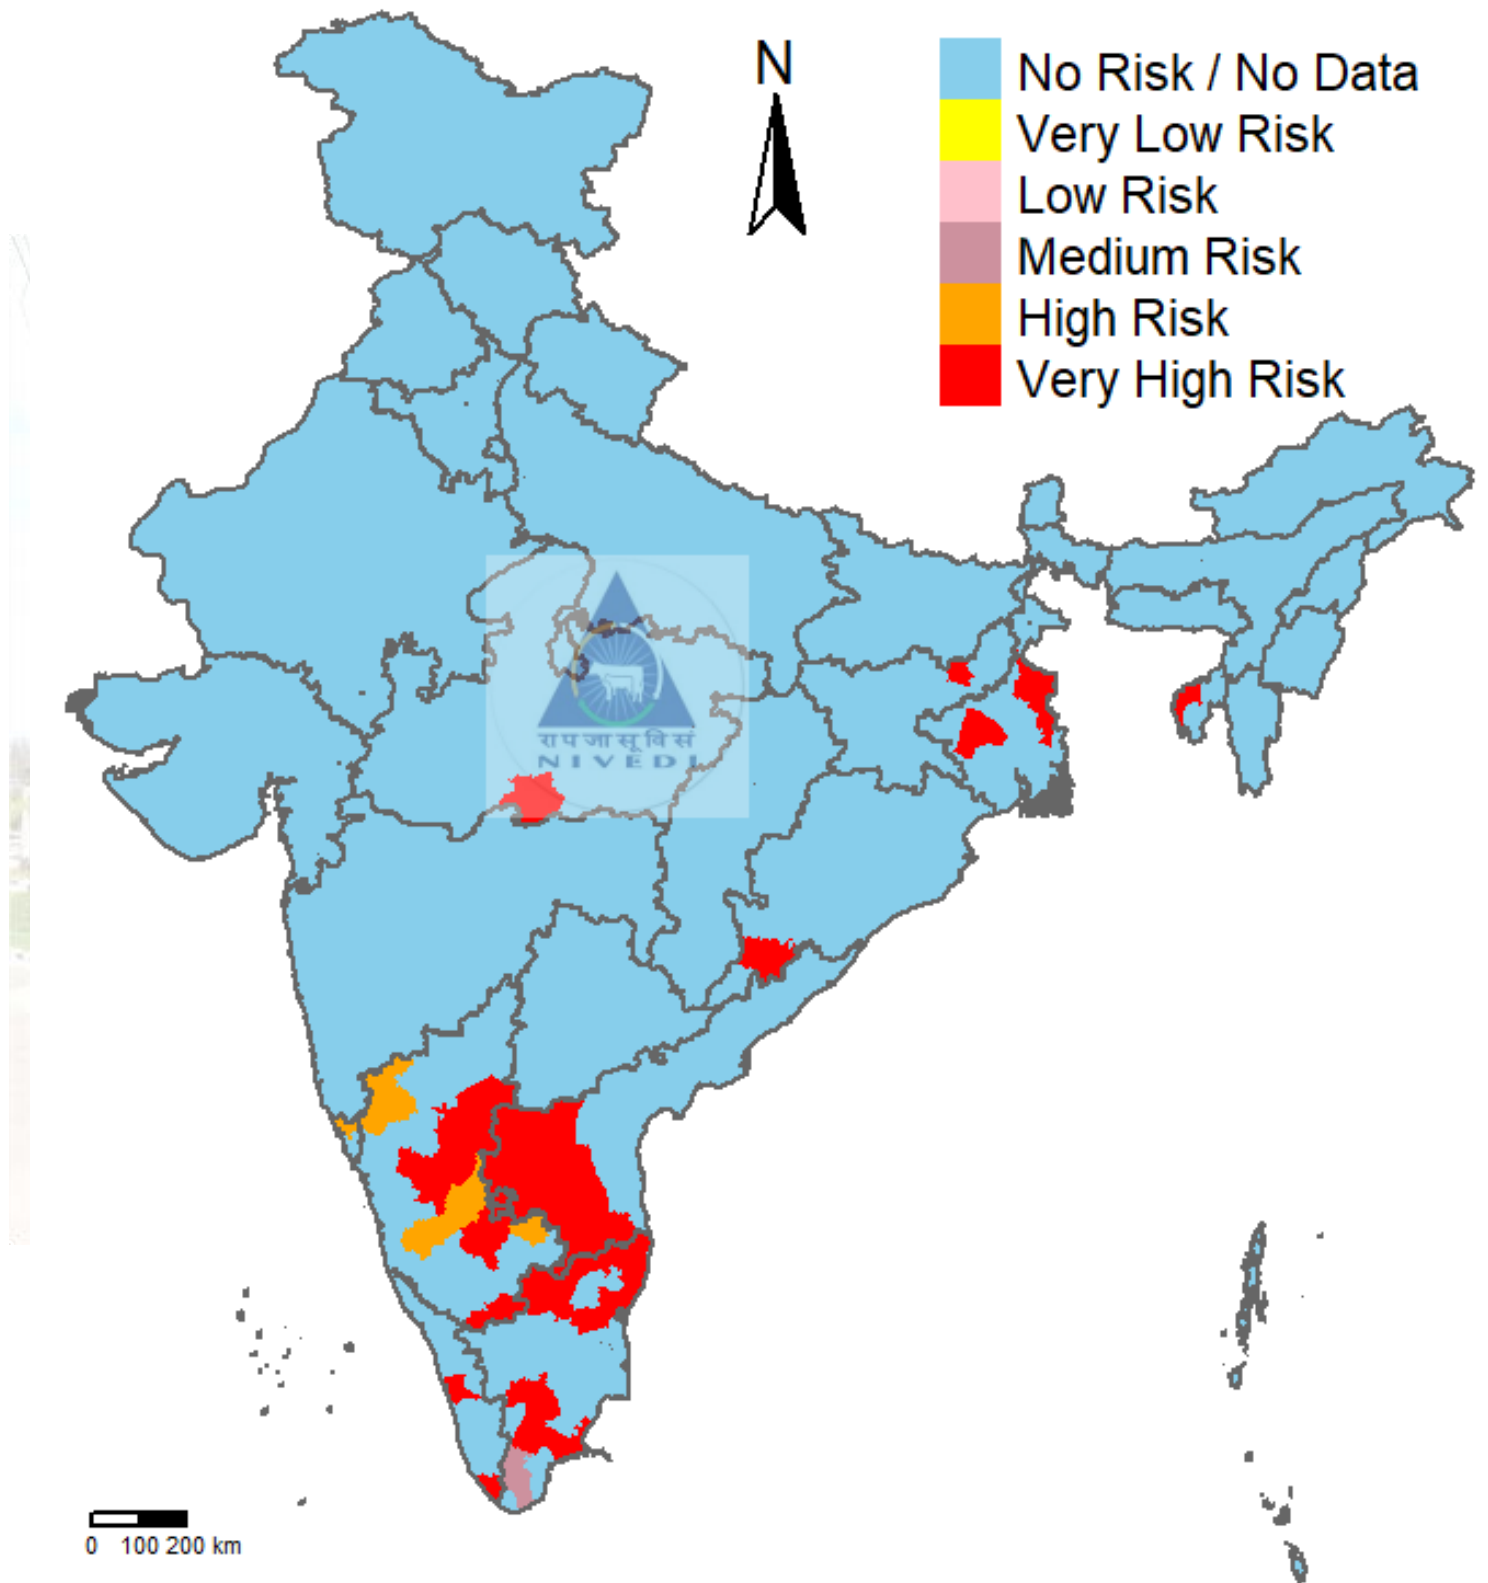 N
No Risk / No Data
Very Low Risk
Low Risk
Medium Risk
High Risk
Very High Risk
रा प जा सू वि सं
NIVEDI
0 100 200 km